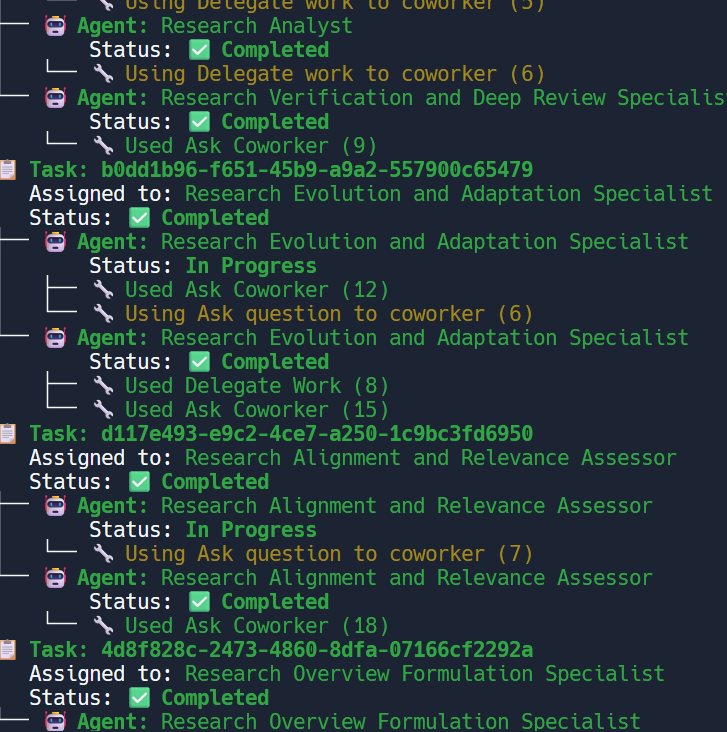 Using Delegate work to coworker (5)
Agent: Research Analyst
Status: ✅ Completed
Using Delegate work to coworker (6)
Agent: Research Verification and Deep Review Specialis
Status: ✅ Completed
Used Ask Coworker (9)
Task: b0dd1b96-f651-45b9-a9a2-557900c65479
Assigned to: Research Evolution and Adaptation Specialist
Status: ✅ Completed
Agent: Research Evolution and Adaptation Specialist
Status: In Progress
Used Ask Coworker (12)
Using Ask question to coworker (6)
Agent: Research Evolution and Adaptation Specialist
Status: ✅ Completed
Used Delegate Work (8)
Used Ask Coworker (15)
Task: d117e493-e9c2-4ce7-a250-1c9bc3fd6950
Assigned to: Research Alignment and Relevance Assessor
Status: ✅ Completed
Agent: Research Alignment and Relevance Assessor
Status: In Progress
Using Ask question to coworker (7)
Agent: Research Alignment and Relevance Assessor
Status: ✅ Completed
Used Ask Coworker (18)
Task: 4d8f828c-2473-4860-8dfa-07166cf2292a
Assigned to: Research Overview Formulation Specialist
Status: ✅ Completed
Agent: Research Overview Formulation Specialist